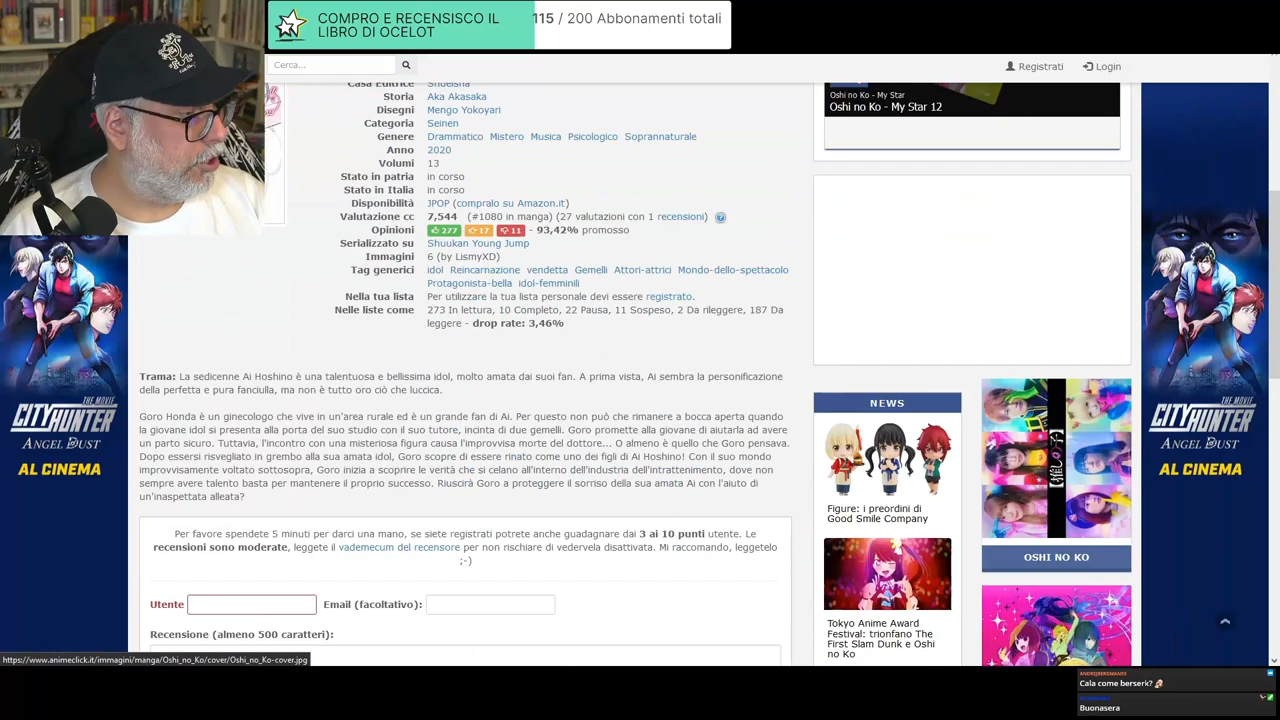 COMPRO E RECENSISCO IL
LIBRO DI OCELOT
115 / 200 Abbonamenti totali
Cerca...
Registrati
Login
Casa Editrice Shueisha
Storia Aka Akasaka
Disegni Mengo Yokoyari
Categoria Seinen
Genere Drammatico Mistero Musica Psicologico Soprannaturale
Anno 2020
Volumi 13
Stato in patria in corso
Stato in Italia in corso
Disponibilità JPOP (compralo su Amazon.it)
Valutazione cc 7,544 (#1080 in manga) (27 valutazioni con 1 recensioni) ?
Opinioni 277 17 11 - 93,42% promosso
Serializzato su Shuukan Young Jump
Immagini 6 (by LismyXD)
Tag generici idol Reincarnazione vendetta Gemelli Attori-attrici Mondo-dello-spettacolo
Protagonista-bella idol-femminili
Nella tua lista Per utilizzare la tua lista personale devi essere registrato.
Nelle liste come 273 In lettura, 10 Completo, 22 Pausa, 11 Sospeso, 2 Da rileggere, 187 Da
leggere - drop rate: 3,46%
Trama: La sedicenne Ai Hoshino è una talentuosa e bellissima idol, molto amata dai suoi fan. A prima vista, Ai sembra la personificazione
della perfetta e pura fanciulla, ma non è tutto oro ciò che luccica.
Goro Honda è un ginecologo che vive in un'area rurale ed è un grande fan di Ai. Per questo non può che rimanere a bocca aperta quando
la giovane idol si presenta alla porta del suo studio con il suo tutore, incinta di due gemelli. Goro promette alla giovane di aiutarla ad avere
un parto sicuro. Tuttavia, l'incontro con una misteriosa figura causa l'improvvisa morte del dottore... O almeno è quello che Goro pensava.
Dopo essersi risvegliato in grembo alla sua amata idol, Goro scopre di essere rinato come uno dei figli di Ai Hoshino! Con il suo mondo
improvvisamente voltato sottosopra, Goro inizia a scoprire le verità che si celano all'interno dell'industria dell'intrattenimento, dove non
sempre avere talento basta per mantenere il proprio successo. Riuscirà Goro a proteggere il sorriso della sua amata Ai con l'aiuto di
un'inaspettata alleata?
Per favore spendete 5 minuti per darci una mano, se siete registrati potrete anche guadagnare dai 3 ai 10 punti utente. Le
recensioni sono moderate, leggete il vademecum del recensore per non rischiare di vedervela disattivata. Mi raccomando, leggetelo
;-)
Utente Email (facoltativo):
Recensione (almeno 500 caratteri):
https://www.animeclick.it/immagini/manga/Oshi_no_Ko/cover/Oshi_no_Ko-cover.jpg
Oshi no Ko - My Star
Oshi no Ko - My Star 12
NEWS
Figure: i preordini di
Good Smile Company
Tokyo Anime Award
Festival: trionfano The
First Slam Dunk e Oshi
no Ko
【推しの子】
OSHI NO KO
THE MOVIE
CITYHUNTER
ANGEL DUST
AL CINEMA
THE MOVIE
CITYHUNTER
ANGEL DUST
AL CINEMA
Cala come berserk?
Buonasera